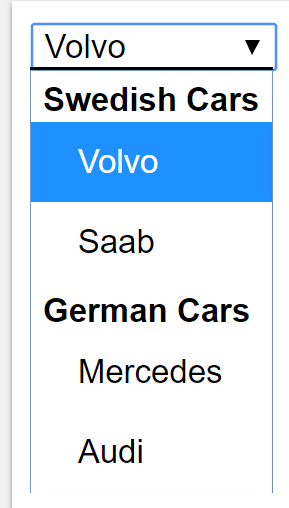 Volvo
Swedish Cars
Volvo
Saab
German Cars
Mercedes
Audi